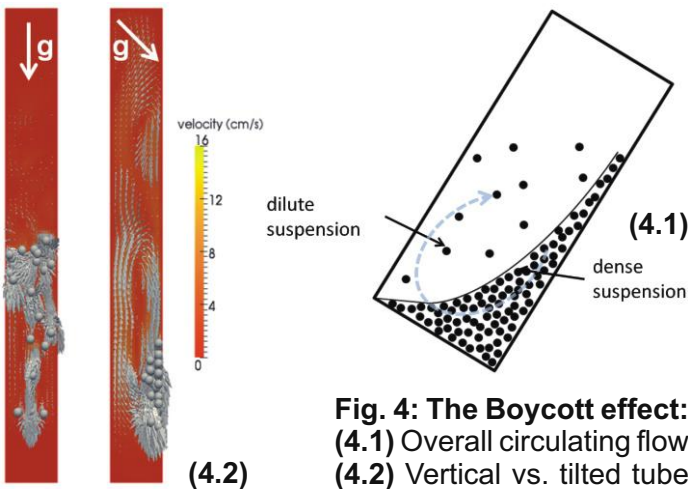 g
g
velocity (cm/s)
16
12
8
4
0
(4.2)
dilute
suspension
(4.1)
dense
suspension
Fig. 4: The Boycott effect:
(4.1) Overall circulating flow
(4.2) Vertical vs. tilted tube